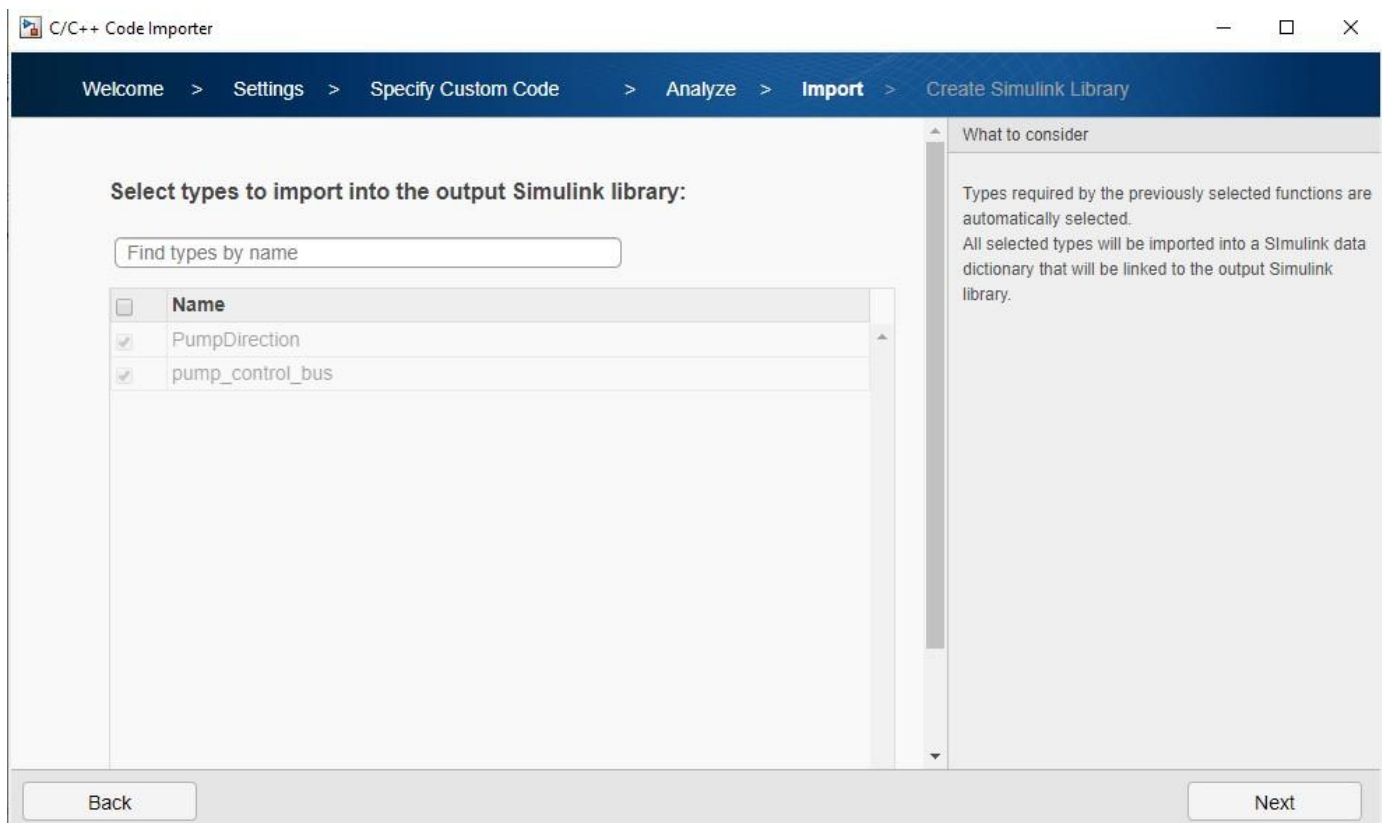 C/C++ Code Importer
Welcome > Settings > Specify Custom Code > Analyze > Import > Create Simulink Library
What to consider
Select types to import into the output Simulink library:
Find types by name
Name
PumpDirection
pump_control_bus
Types required by the previously selected functions are
automatically selected.
All selected types will be imported into a SImulink data
dictionary that will be linked to the output Simulink
library.
Back
Next